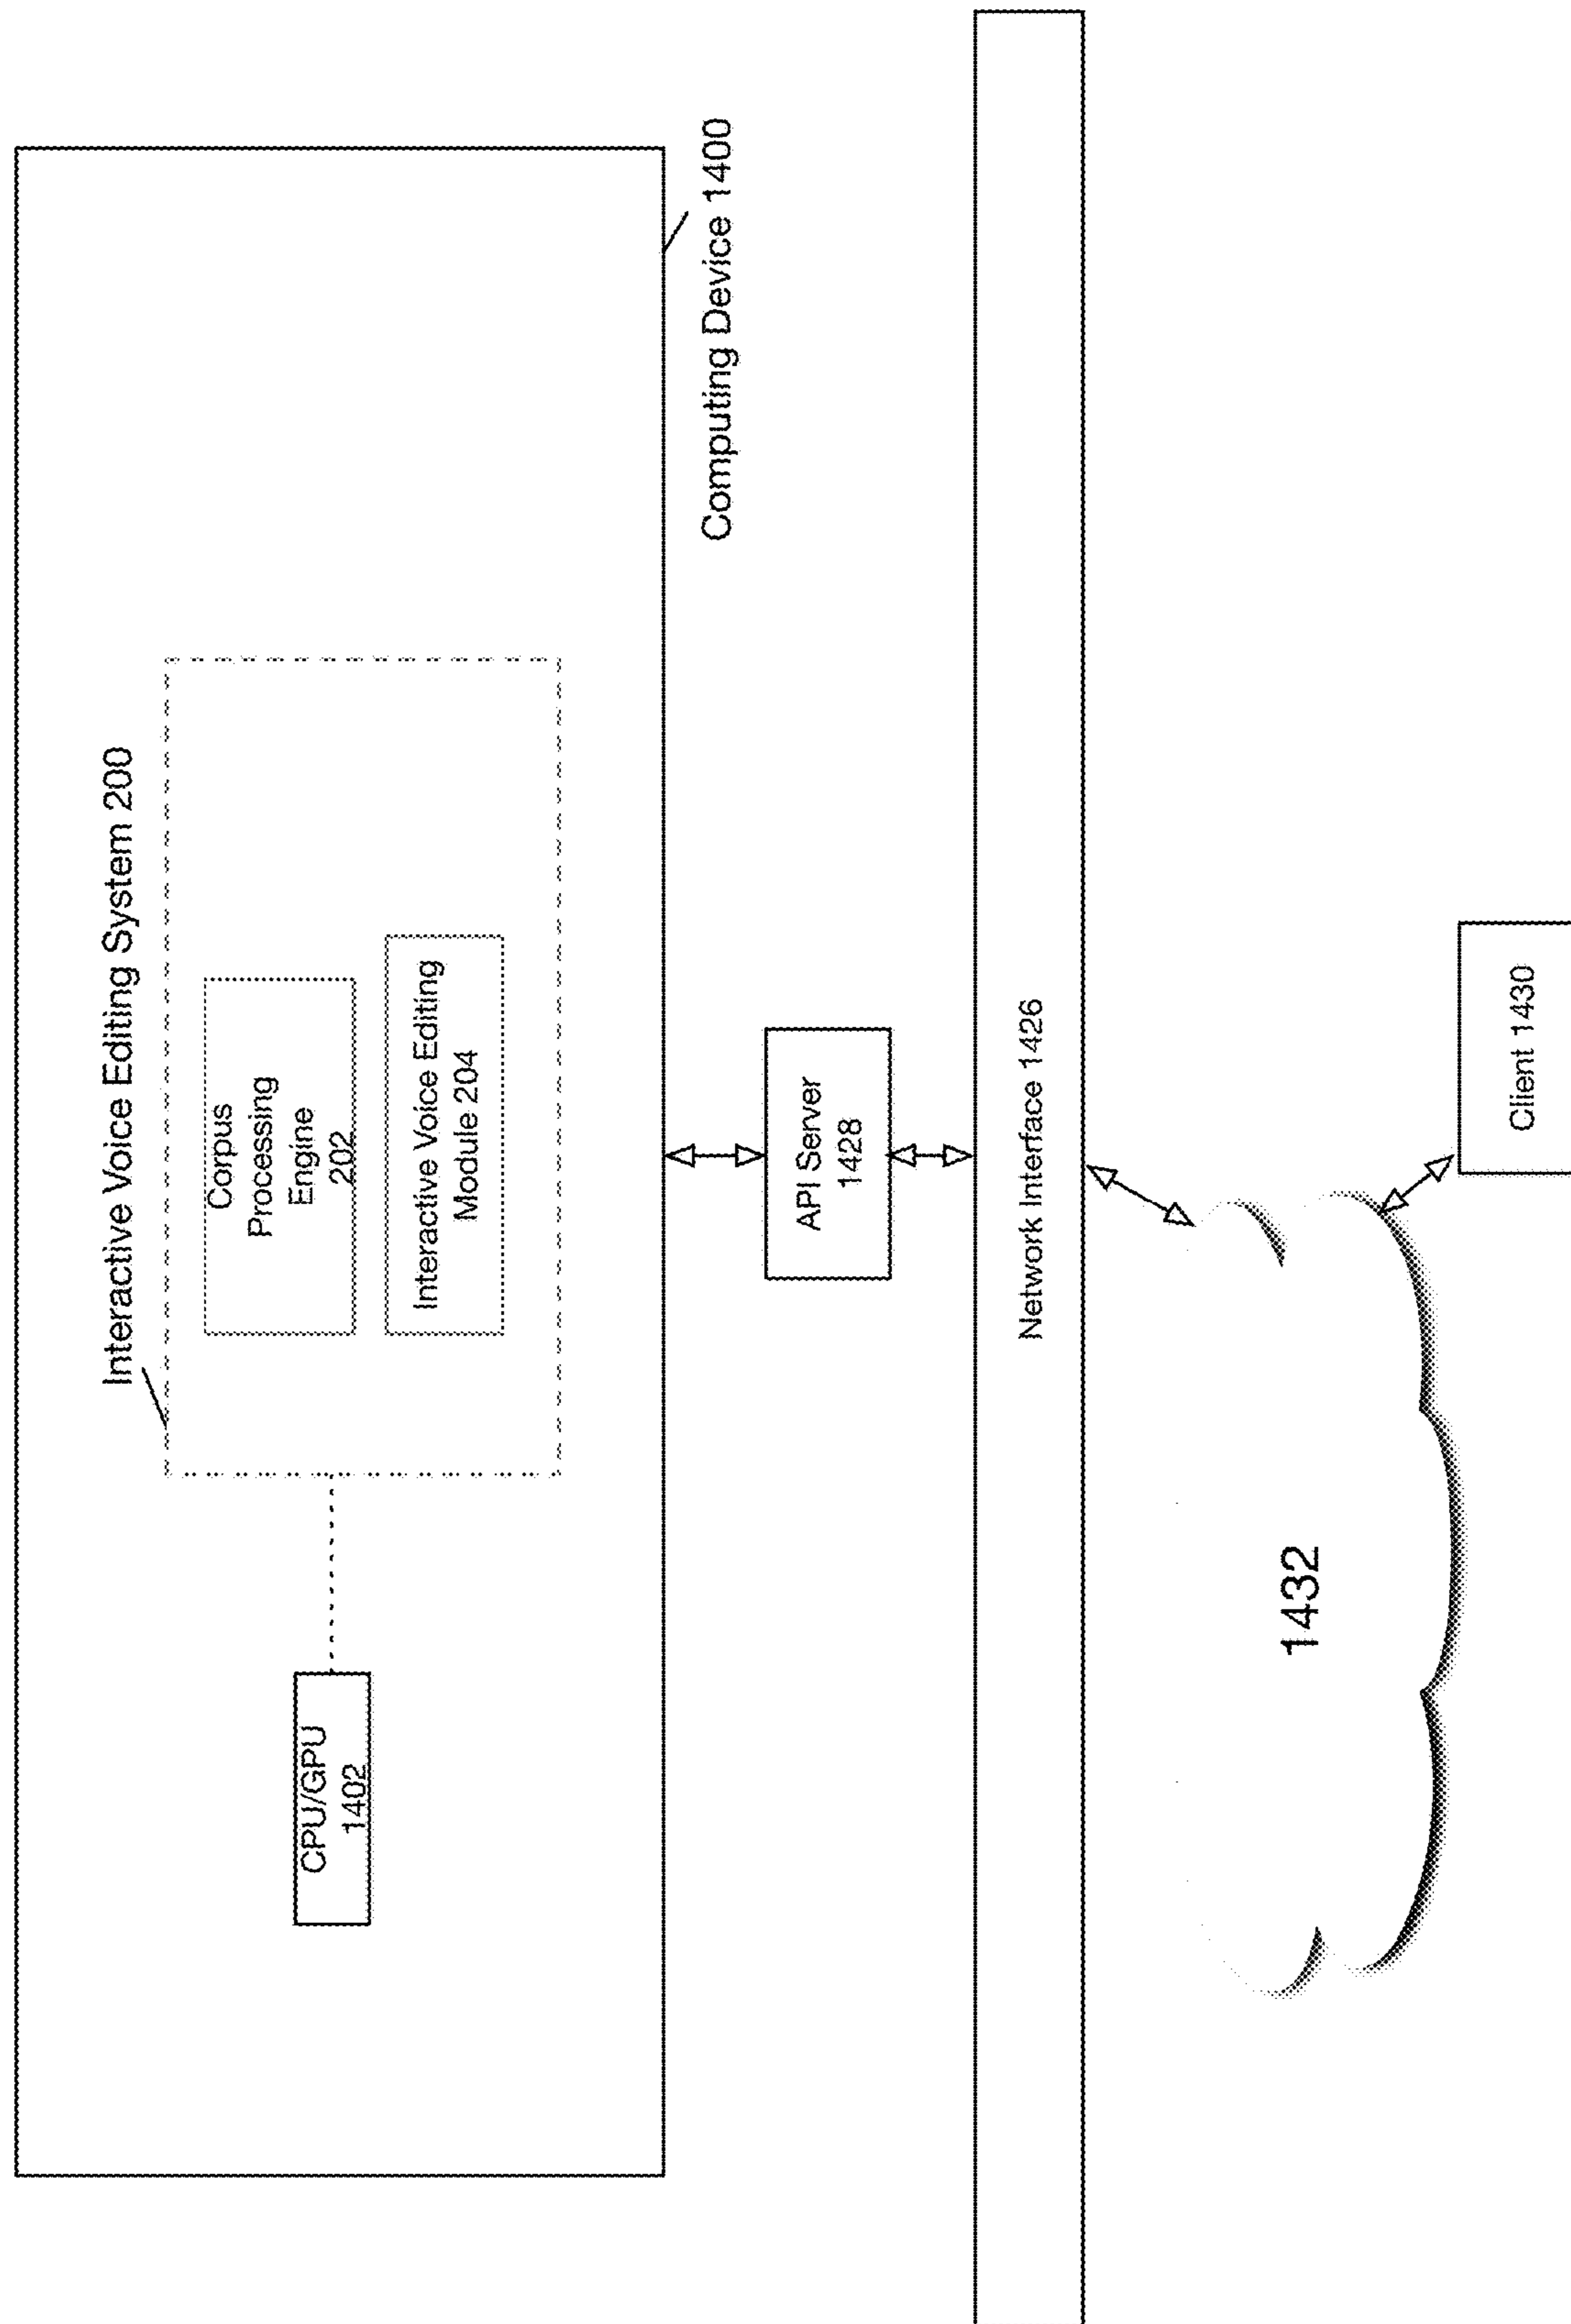 Interactive Voice Editing System 200
Corpus
Processing
Engine
202
Interactive Voice Editing
Module 204
CPU/GPU
1402
Computing Device 1400
API Server
1428
Network Interface 1426
1432
Client 1430